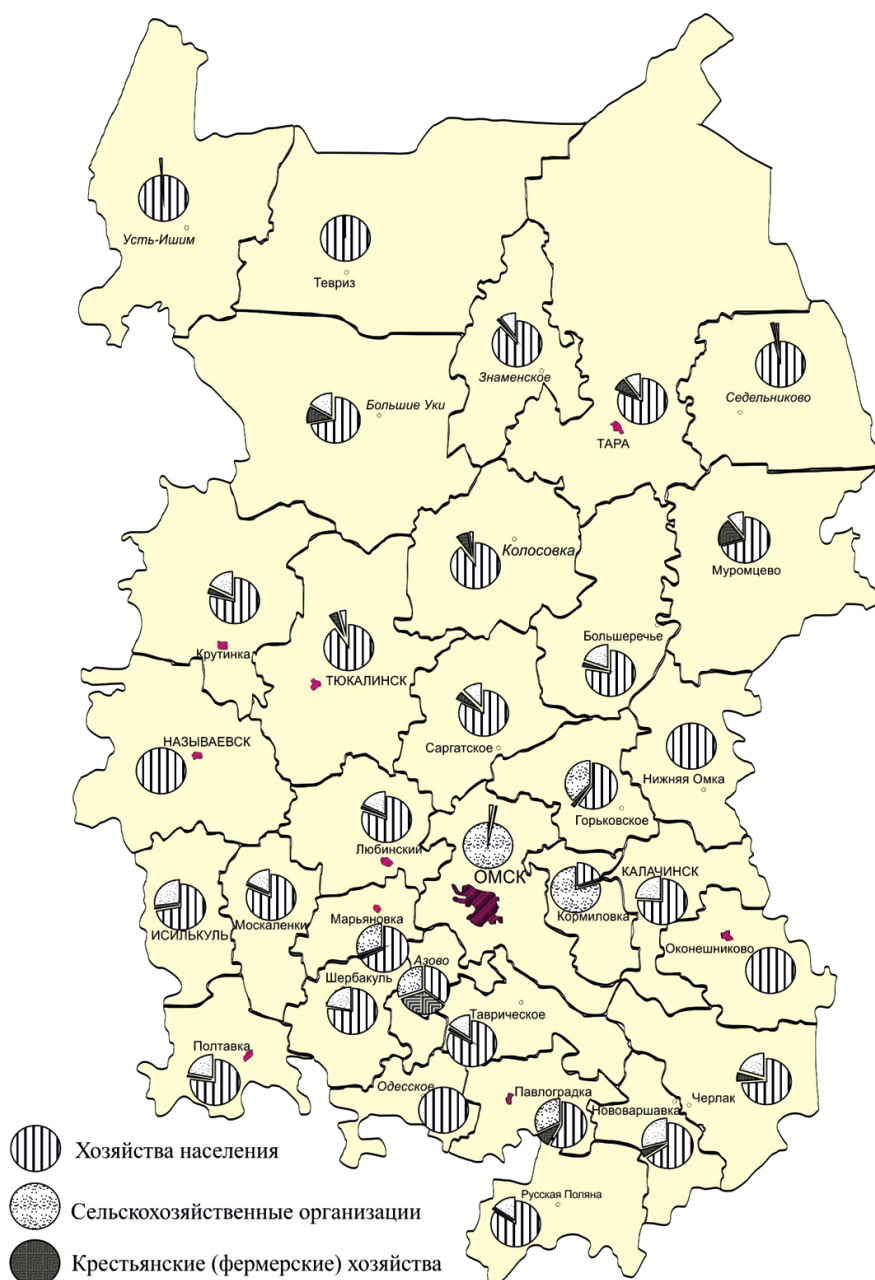 Усть-Ишим
Тевриз
Знаменское
Большие Уки
Седельниково
ТАРА
Колосовка
Муромцево
Большеречье
Крутинка
ТЮКАЛИНСК
Саргатское
НАЗЫВАЕВСК
Нижняя Омка
Горьковское
Любинский
ОМСК
КАЛАЧИНСК
Кормиловка
Москаленки
Марьяновка
ИСИЛЬКУЛЬ
Оконешниково
Азово
Шербакуль
Таврическое
Полтавка
Одесское
Павлоградка
Нововаршавка
Черлак
Русская Поляна
Хозяйства населения
Сельскохозяйственные организации
Крестьянские (фермерские) хозяйства